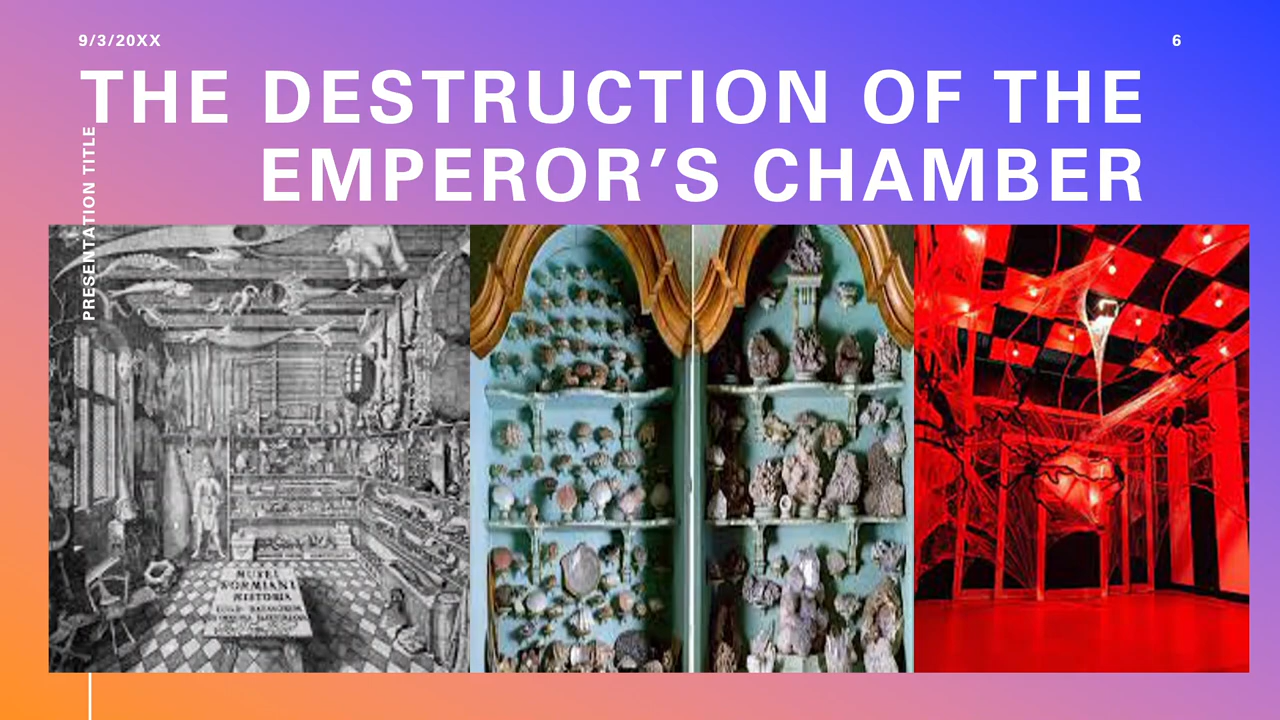 9/3/20XX
6
THE DESTRUCTION OF THE
EMPEROR’S CHAMBER
PRESENTATION TITLE
MUSEI
WORMIANI
HISTORIA